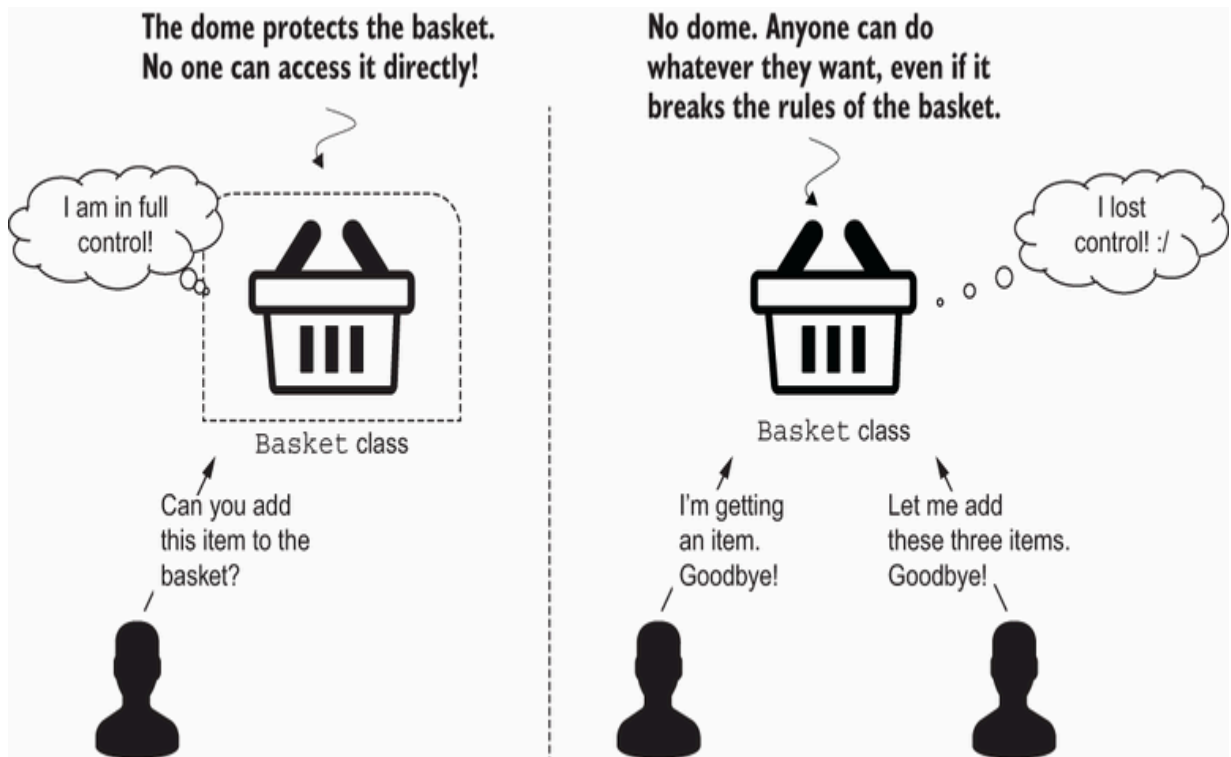 The dome protects the basket.
No one can access it directly!
I am in full
control!
Basket class
Can you add
this item to the
basket?
No dome. Anyone can do
whatever they want, even if it
breaks the rules of the basket.
I lost
control! :/
Basket class
I'm getting
an item.
Goodbye!
Let me add
these three items.
Goodbye!